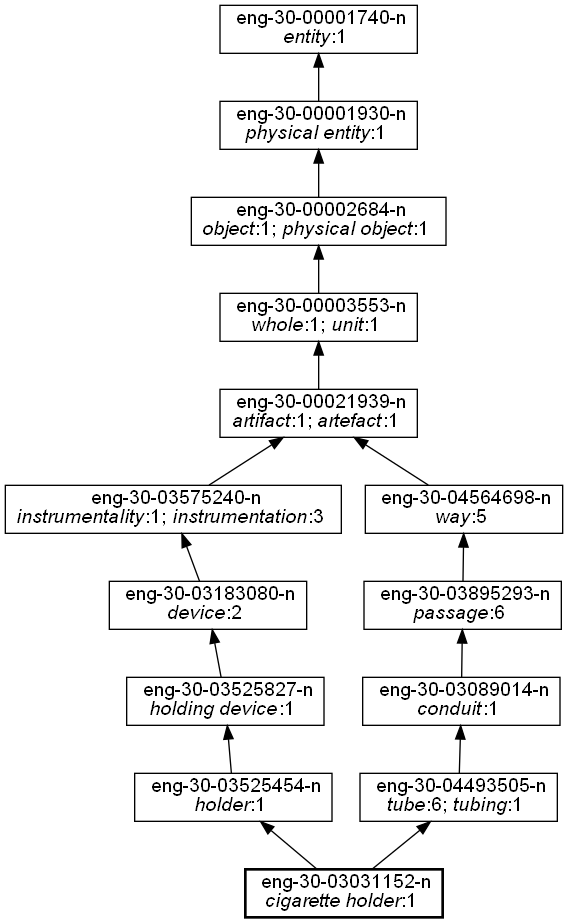 eng-30-00001740-n
entity:1
eng-30-00001930-n
physical entity:1
eng-30-00002684-n
object:1; physical object:1
eng-30-00003553-n
whole:1; unit:1
eng-30-00021939-n
artifact:1; artefact:1
eng-30-03575240-n
instrumentality:1; instrumentation:3
eng-30-04564698-n
way:5
eng-30-03183080-n
device:2
eng-30-03895293-n
passage:6
eng-30-03525827-n
holding device:1
eng-30-03089014-n
conduit:1
eng-30-03525454-n
holder:1
eng-30-04493505-n
tube:6; tubing:1
eng-30-03031152-n
cigarette holder:1